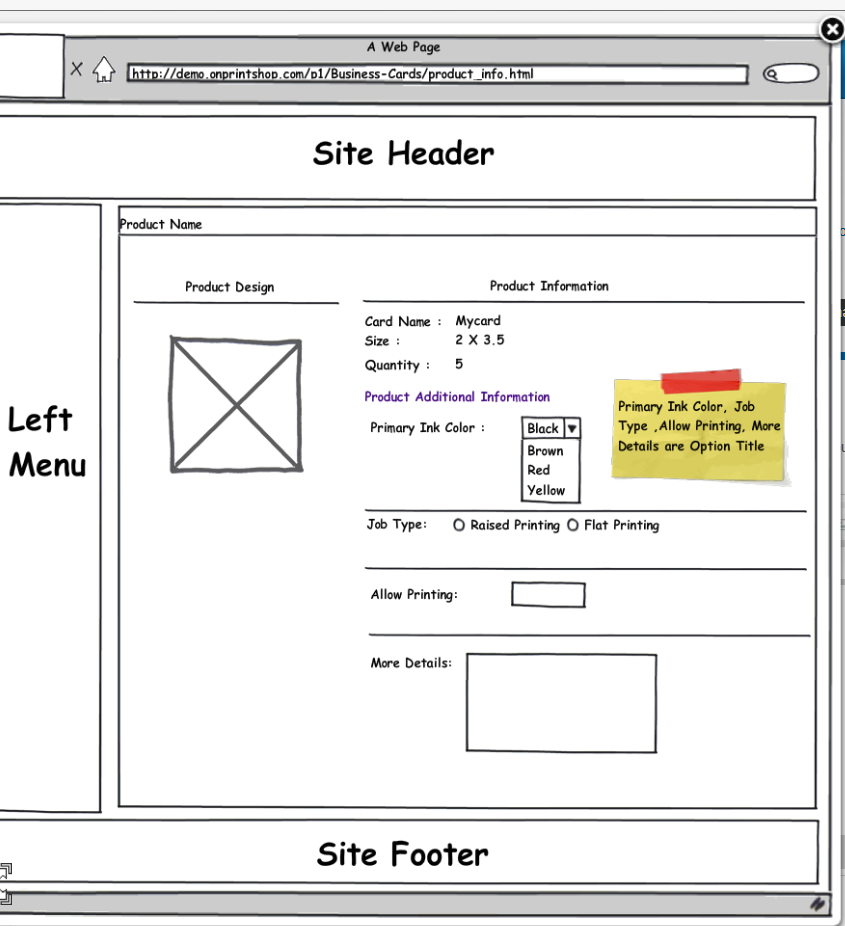 A Web Page
http://demo.onprintshop.com/p1/Business-Cards/product_info.html
Site Header
Product Name
Left
Menu
Product Design
Product Information
Card Name : Mycard
Size : 2 X 3.5
Quantity : 5
Product Additional Information
Primary Ink Color : Black
Brown
Red
Yellow
Primary Ink Color, Job
Type ,Allow Printing, More
Details are Option Title
Job Type: Raised Printing Flat Printing
Allow Printing:
More Details:
Site Footer